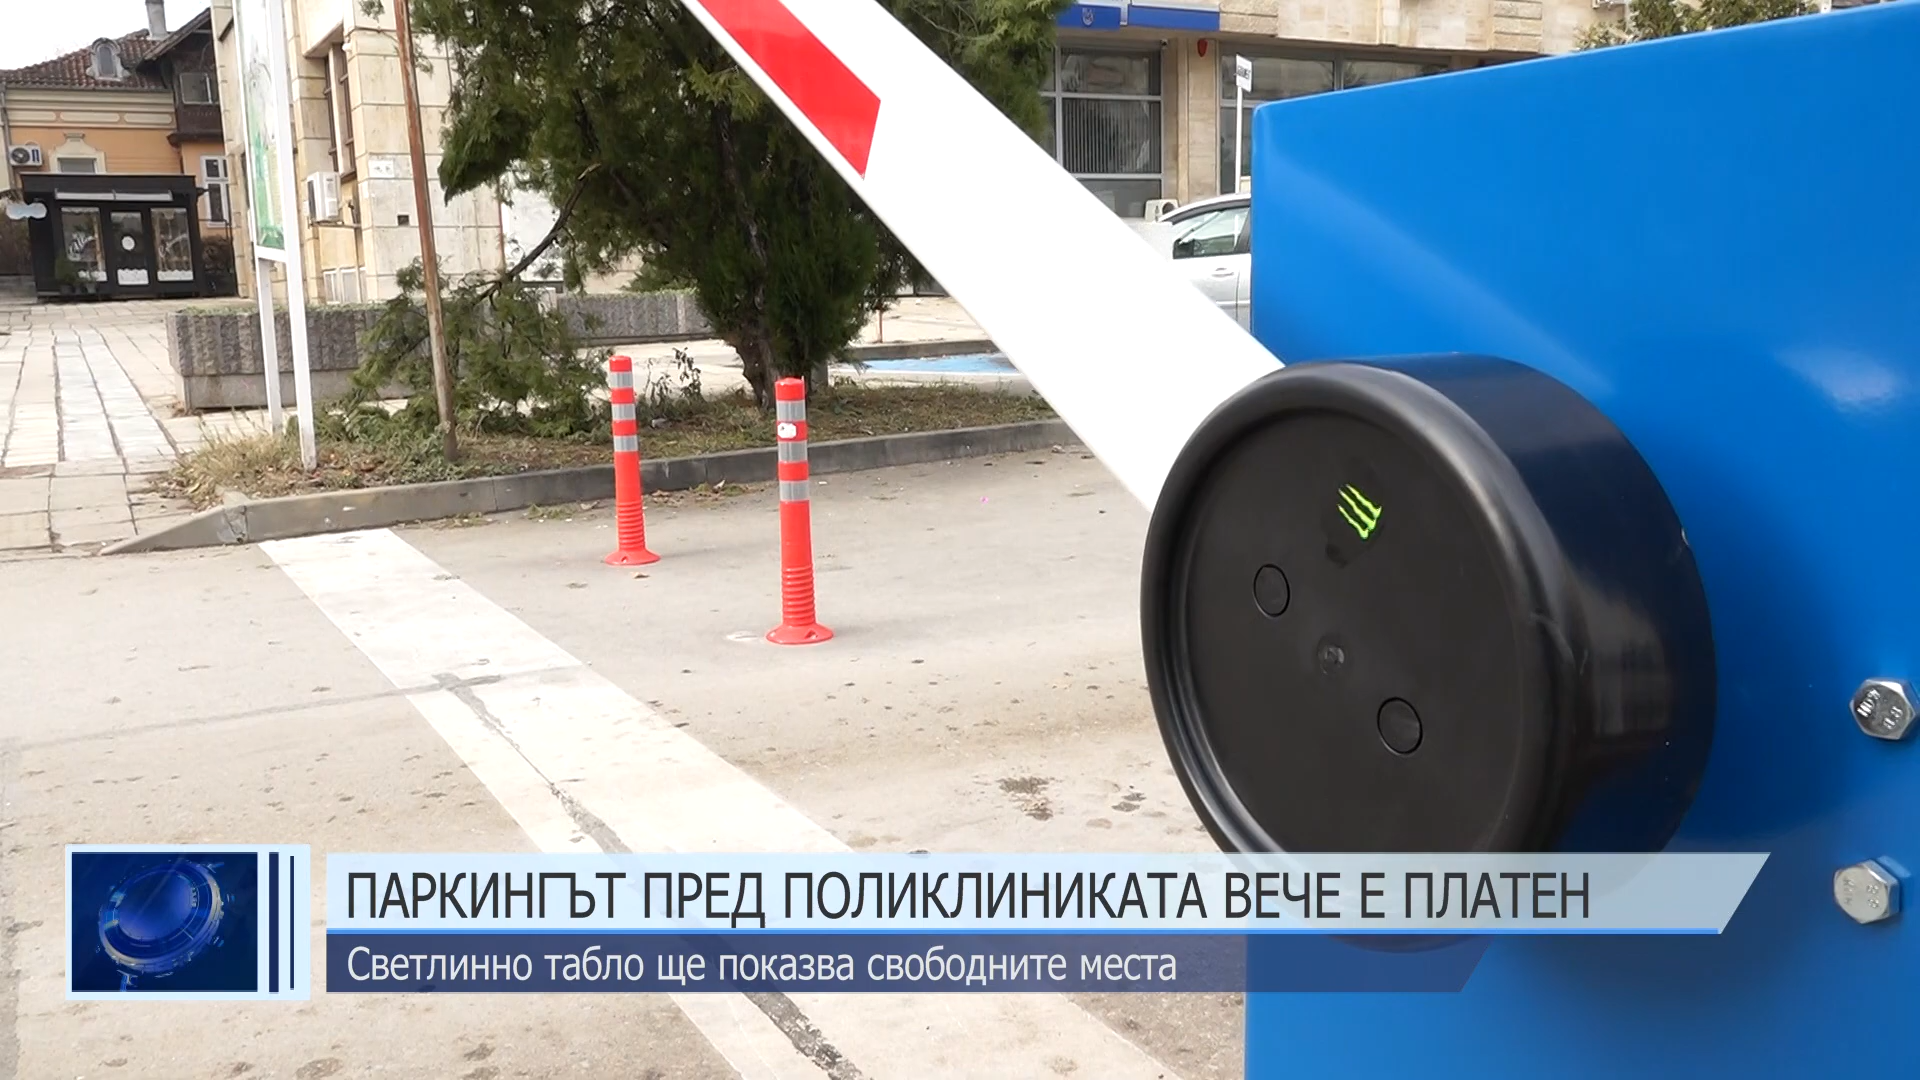 ПАРКИНГЪТ ПРЕД ПОЛИКЛИНИКАТА ВЕЧЕ Е ПЛАТЕН
Светлинно табло ще показва свободните места